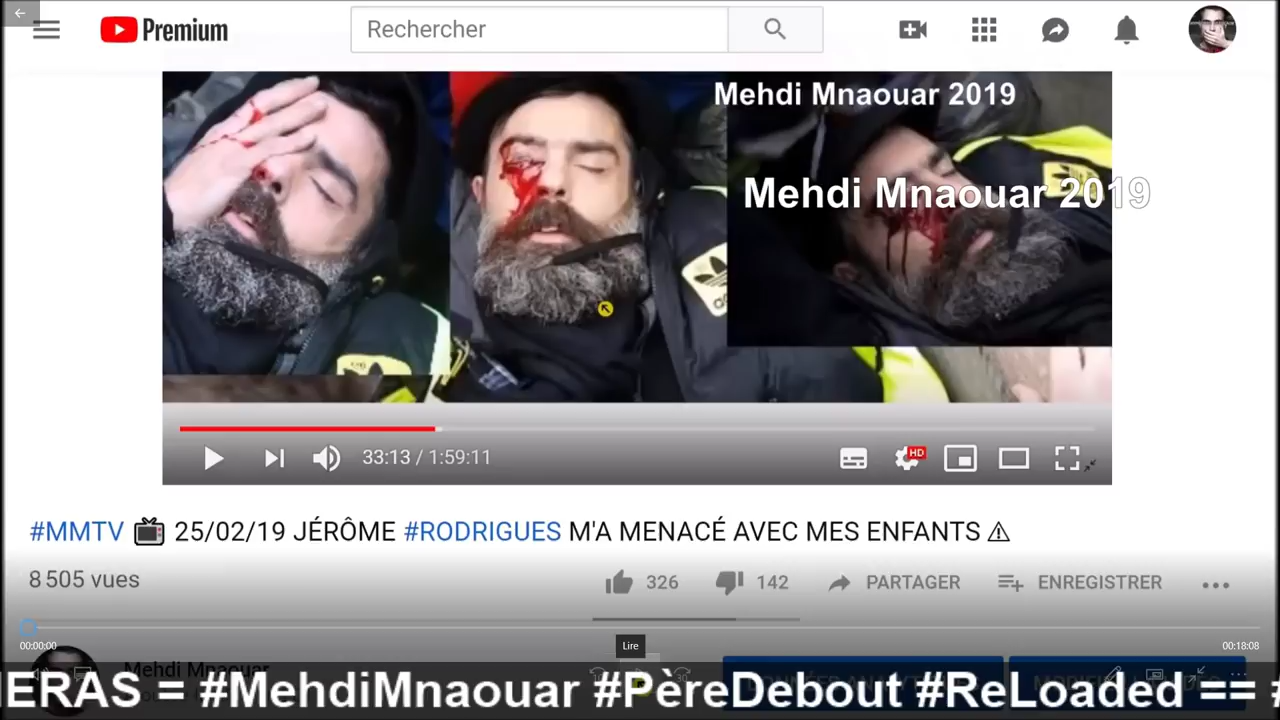 Premium
Rechercher
Mehdi Mnaouar 2019
Mehdi Mnaouar 2019
33:13 / 1:59:11
HD
#MMTV 25/02/19 JÉRÔME #RODRIGUES M'A MENACÉ AVEC MES ENFANTS ⚠
8 505 vues
326
142
PARTAGER
ENREGISTRER
Lire
00:00:00
00:18:08
Mehdi Mnaouar
ERAS = #MehdiMnaouar #PèreDebout #ReLoaded == #